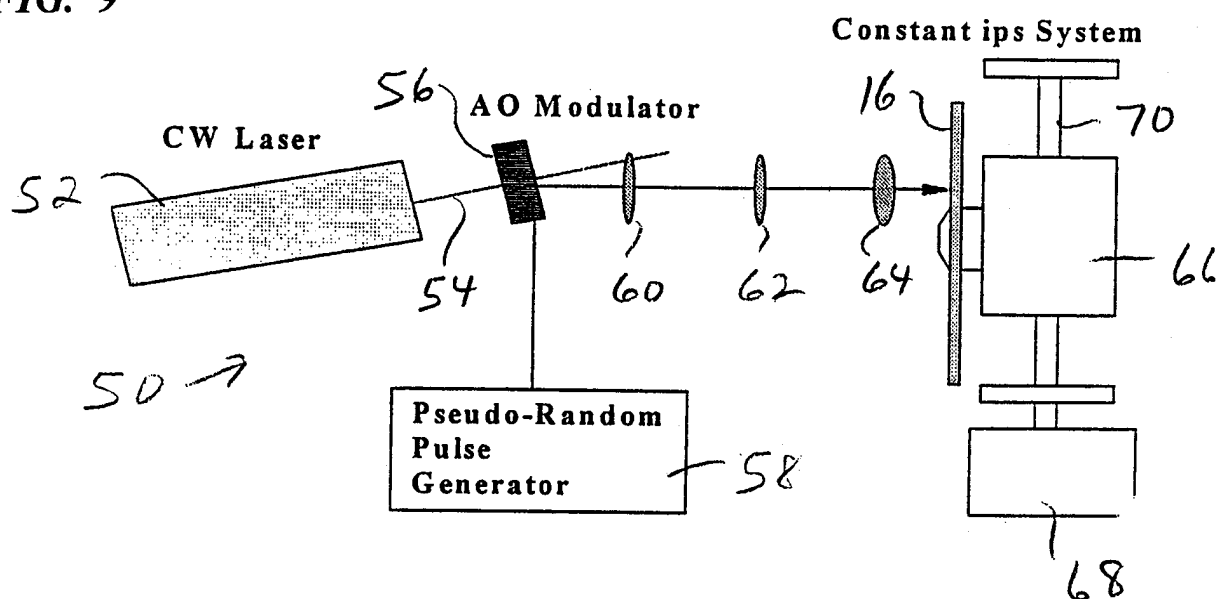 FIG. 9
Constant ips System
56
AO Modulator
16
70
CW Laser
52
54
60
62
64
66
50
Pseudo-Random
Pulse
Generator
58
68